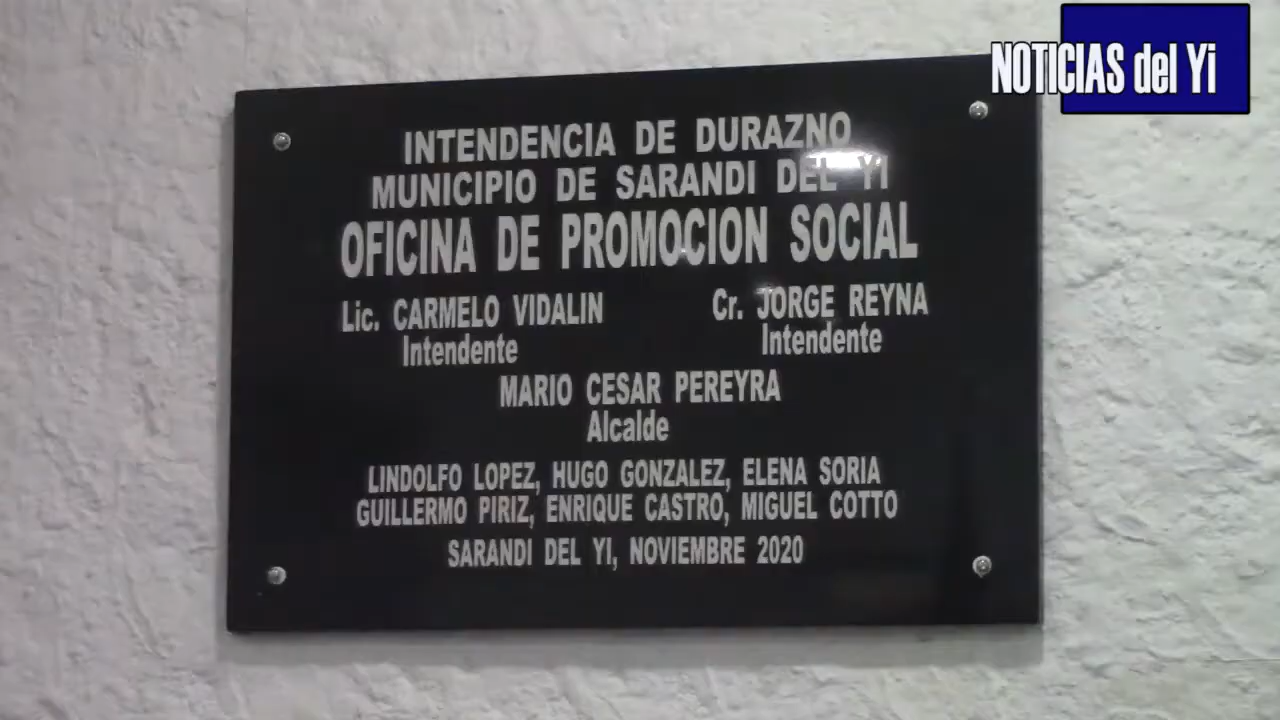 NOTICIAS del Yi
INTENDENCIA DE DURAZNO
MUNICIPIO DE SARANDI DEL YI
OFICINA DE PROMOCION SOCIAL
Lic. CARMELO VIDALIN Cr. JORGE REYNA
Intendente Intendente
MARIO CESAR PEREYRA
Alcalde
LINDOLFO LOPEZ, HUGO GONZALEZ, ELENA SORIA
GUILLERMO PIRIZ, ENRIQUE CASTRO, MIGUEL COTTO
SARANDI DEL YI, NOVIEMBRE 2020